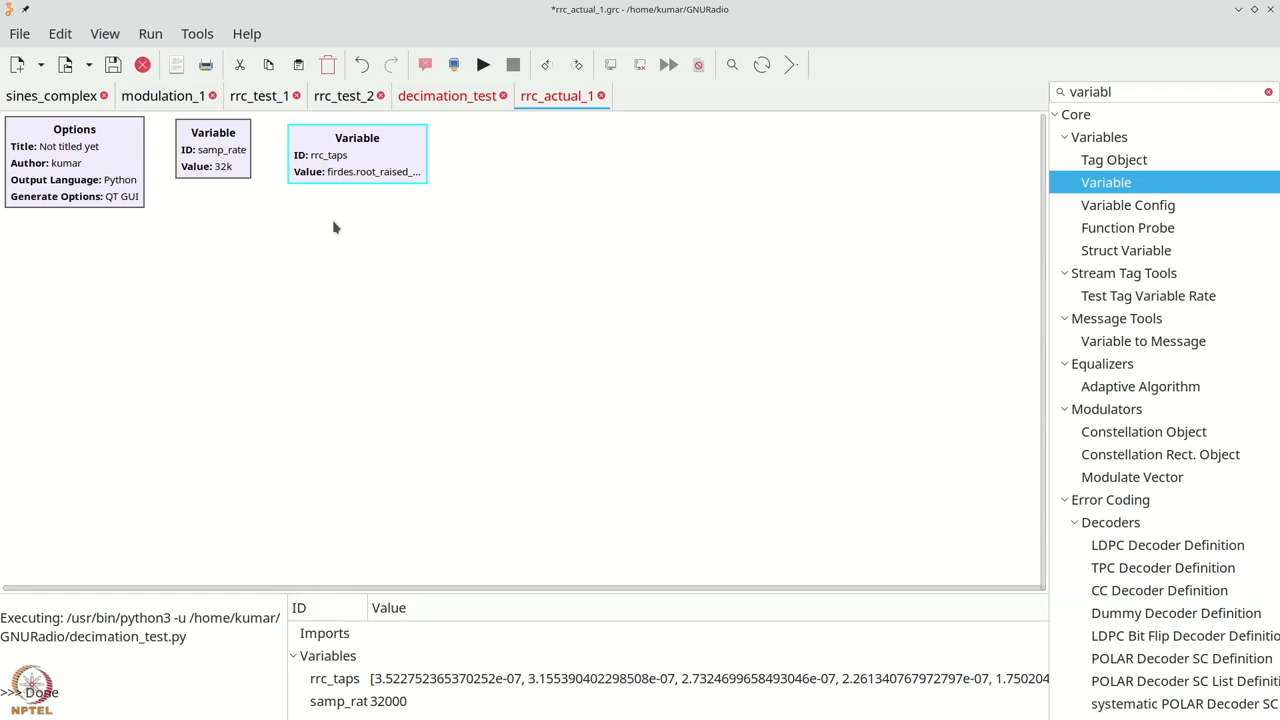 *rrc_actual_1.grc - /home/kumar/GNURadio
File Edit View Run Tools Help
sines_complex modulation_1 rrc_test_1 rrc_test_2 decimation_test rrc_actual_1
variabl
Options
Title: Not titled yet
Author: kumar
Output Language: Python
Generate Options: QT GUI
Variable
ID: samp_rate
Value: 32k
Variable
ID: rrc_taps
Value: firdes.root_raised_...
Core
Variables
Tag Object
Variable
Variable Config
Function Probe
Struct Variable
Stream Tag Tools
Test Tag Variable Rate
Message Tools
Variable to Message
Equalizers
Adaptive Algorithm
Modulators
Constellation Object
Constellation Rect. Object
Modulate Vector
Error Coding
Decoders
LDPC Decoder Definition
TPC Decoder Definition
CC Decoder Definition
Dummy Decoder Definition
LDPC Bit Flip Decoder Definitio
POLAR Decoder SC Definition
POLAR Decoder SC List Definiti
systematic POLAR Decoder SC
Executing: /usr/bin/python3 -u /home/kumar/
GNURadio/decimation_test.py
>>> Done
NPTEL
ID Value
Imports
Variables
rrc_taps [3.522752365370252e-07, 3.155390402298508e-07, 2.7324699658493046e-07, 2.261340767972797e-07, 1.750204
samp_rat 32000